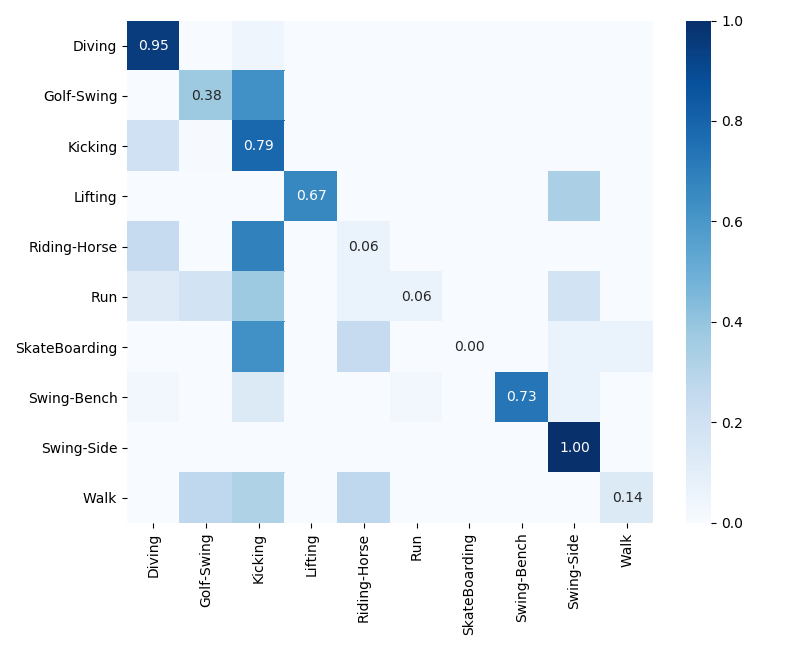 Diving
Golf-Swing
Kicking
Lifting
Riding-Horse
Run
SkateBoarding
Swing-Bench
Swing-Side
Walk
0.95
0.38
0.79
0.67
0.06
0.06
0.00
0.73
1.00
0.14
Diving
Golf-Swing
Kicking
Lifting
Riding-Horse
Run
SkateBoarding
Swing-Bench
Swing-Side
Walk
1.0
0.8
0.6
0.4
0.2
0.0